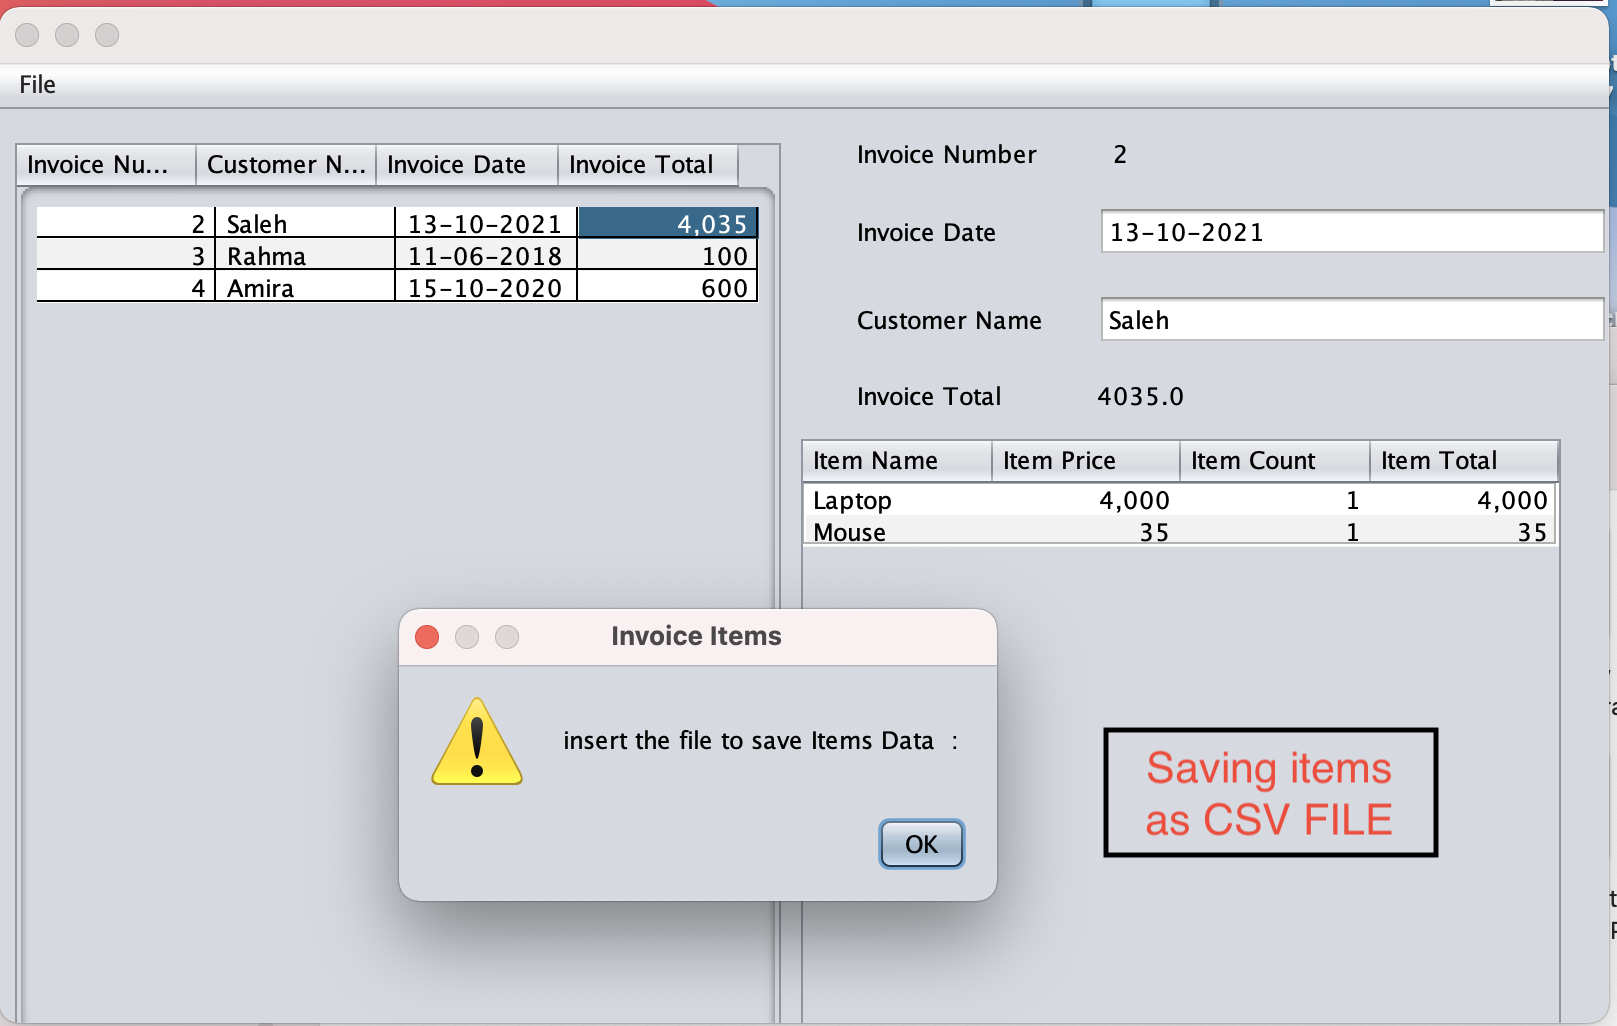 File
Invoice Nu... Customer N... Invoice Date Invoice Total
2 Saleh 13-10-2021 4,035
3 Rahma 11-06-2018 100
4 Amira 15-10-2020 600
Invoice Number 2
Invoice Date 13-10-2021
Customer Name Saleh
Invoice Total 4035.0
Item Name Item Price Item Count Item Total
Laptop 4,000 1 4,000
Mouse 35 1 35
Invoice Items
insert the file to save Items Data :
OK
Saving items
as CSV FILE